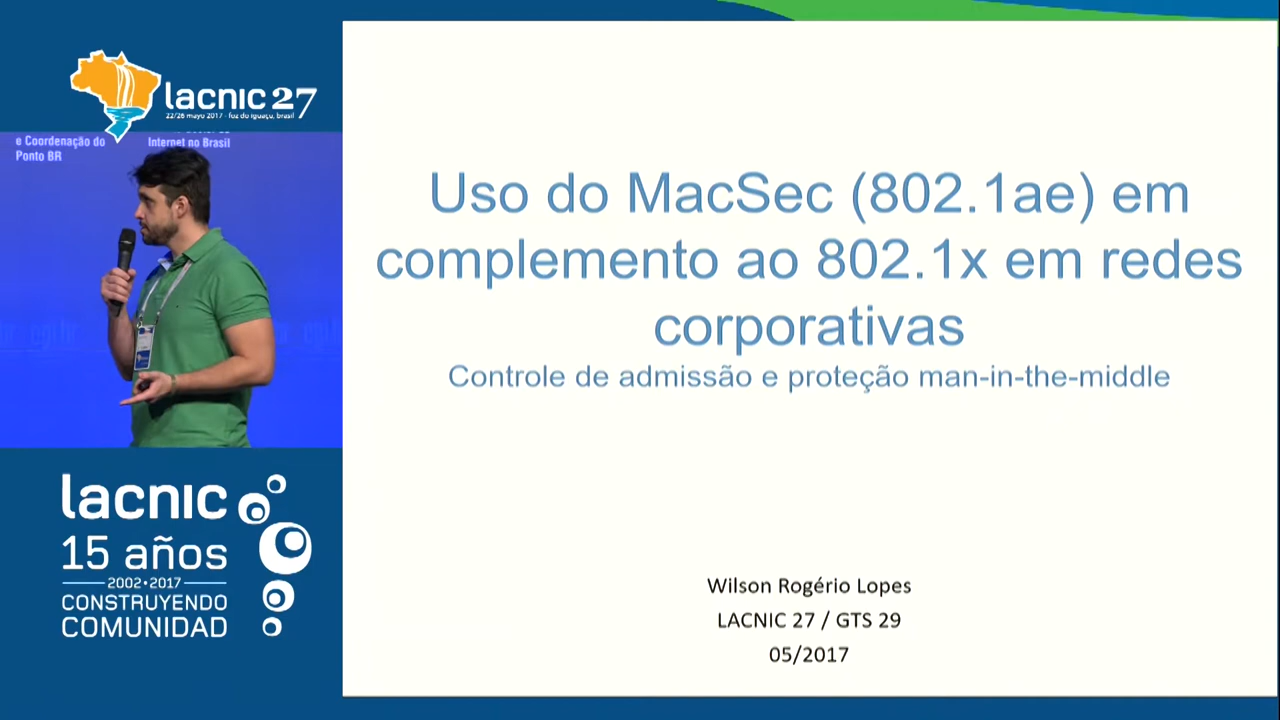 lacnic 27
22/26 mayo 2017 - foz do iguaçu, brasil
e Coordenação do
Ponto BR
Internet no Brasil
lacnic
15 años
2002•2017
CONSTRUYENDO
COMUNIDAD
Uso do MacSec (802.1ae) em
complemento ao 802.1x em redes
corporativas
Controle de admissão e proteção man-in-the-middle
Wilson Rogério Lopes
LACNIC 27 / GTS 29
05/2017